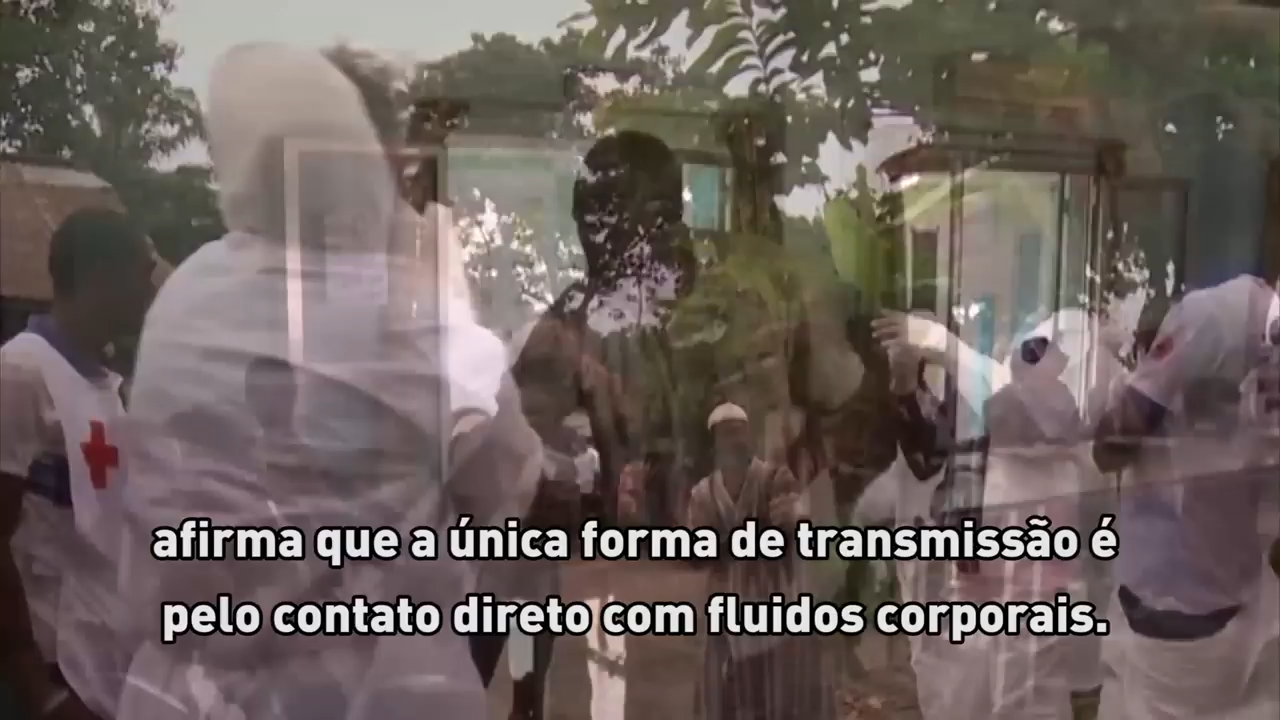 afirma que a única forma de transmissão é
pelo contato direto com fluidos corporais.